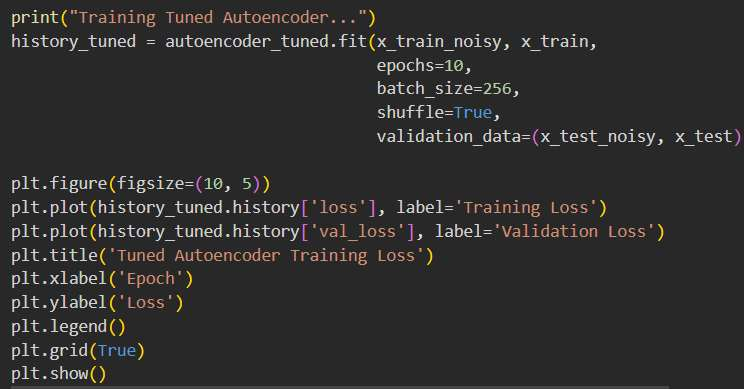 print("Training Tuned Autoencoder...")
history_tuned = autoencoder_tuned.fit(x_train_noisy, x_train,
                                      epochs=10,
                                      batch_size=256,
                                      shuffle=True,
                                      validation_data=(x_test_noisy, x_test)

plt.figure(figsize=(10, 5))
plt.plot(history_tuned.history['loss'], label='Training Loss')
plt.plot(history_tuned.history['val_loss'], label='Validation Loss')
plt.title('Tuned Autoencoder Training Loss')
plt.xlabel('Epoch')
plt.ylabel('Loss')
plt.legend()
plt.grid(True)
plt.show()